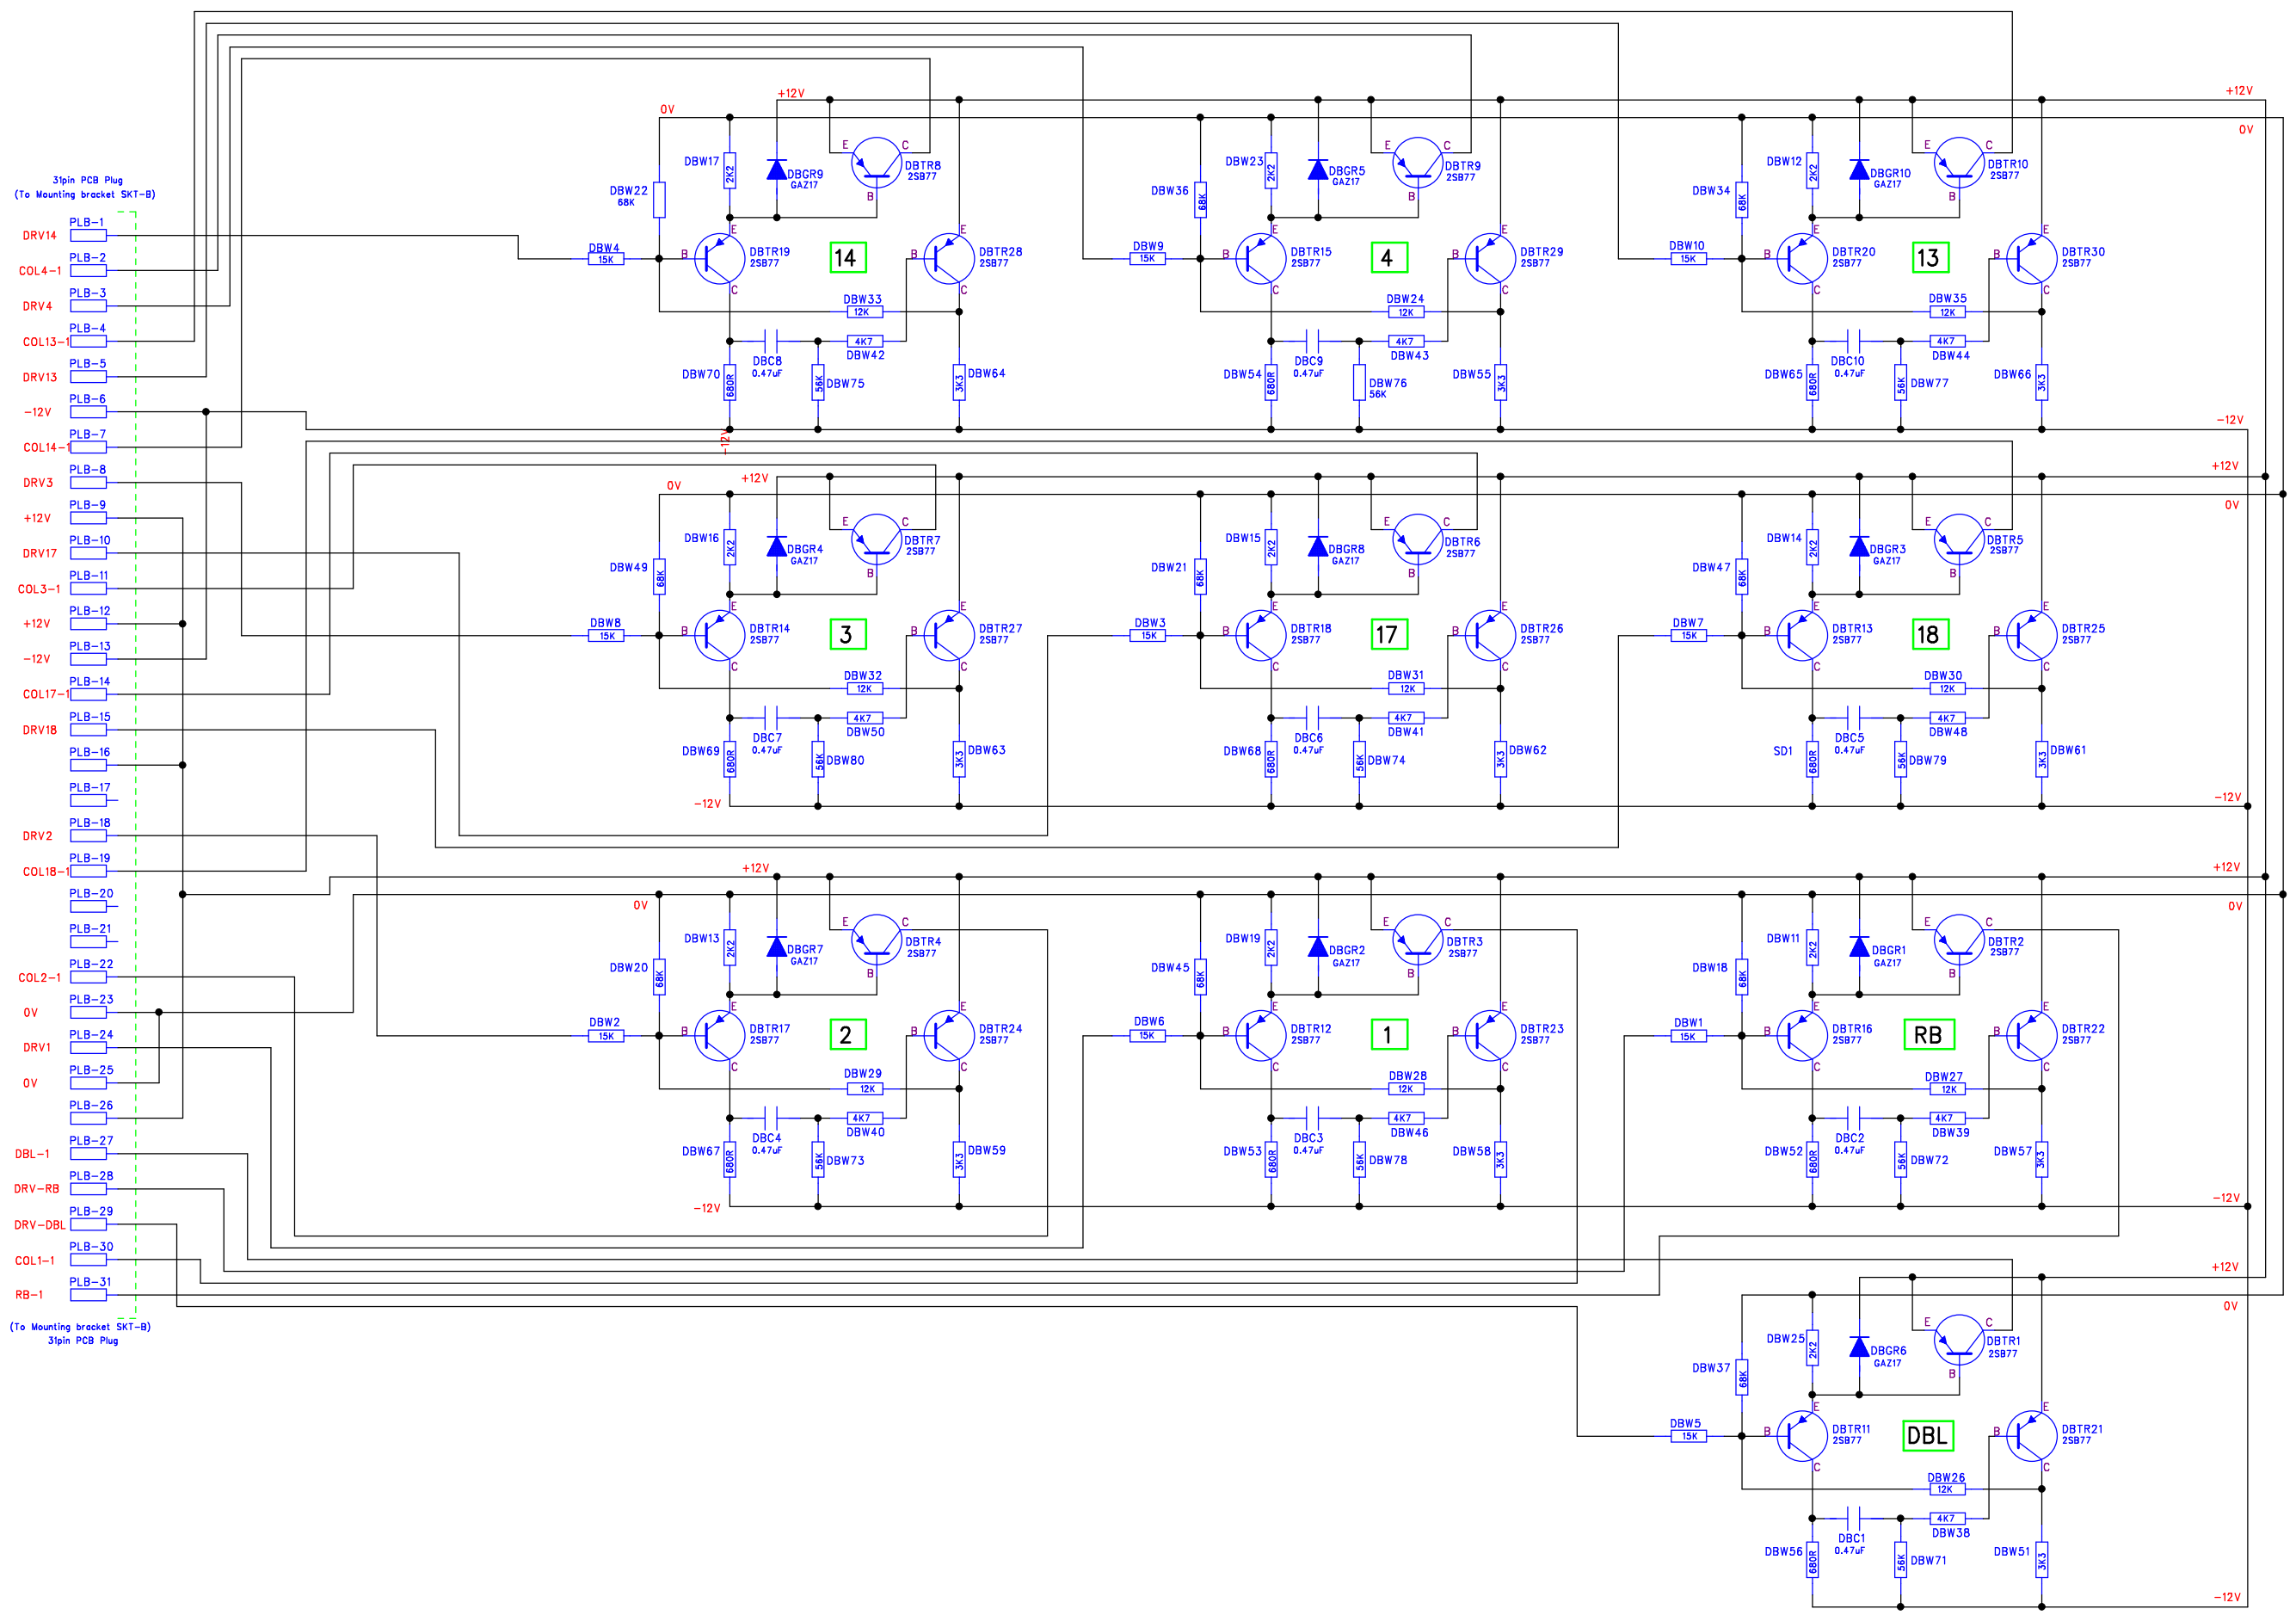 31pin PCB Plug
(To Mounting bracket SKT-B)
PLB-1
DRV14
PLB-2
COL4-1
PLB-3
DRV4
PLB-4
COL13-1
PLB-5
DRV13
PLB-6
-12V
PLB-7
COL14-1
PLB-8
DRV3
PLB-9
+12V
PLB-10
DRV17
PLB-11
COL3-1
PLB-12
+12V
PLB-13
-12V
PLB-14
COL17-1
PLB-15
DRV18
PLB-16
PLB-17
PLB-18
DRV2
PLB-19
COL18-1
PLB-20
PLB-21
PLB-22
COL2-1
PLB-23
0V
PLB-24
DRV1
PLB-25
0V
PLB-26
PLB-27
DBL-1
PLB-28
DRV-RB
PLB-29
DRV-DBL
PLB-30
COL1-1
PLB-31
RB-1
(To Mounting bracket SKT-B)
31pin PCB Plug
0V
+12V
DBW17
2K2
DBGR9
GAZ17
E
C
B
DBTR8
2SB77
DBW22
68K
DBW4
15K
B
E
C
DBTR19
2SB77
14
B
E
C
DBTR28
2SB77
DBW33
12K
DBC8
0.47uF
4K7
DBW42
DBW70
680R
56K
DBW75
3K3
DBW64
-12V
DBW23
2K2
DBGR5
GAZ17
E
C
B
DBTR9
2SB77
DBW36
68K
DBW9
15K
B
E
C
DBTR15
2SB77
4
B
E
C
DBTR29
2SB77
DBW24
12K
DBC9
0.47uF
4K7
DBW43
DBW54
680R
DBW76
56K
DBW55
3K3
+12V
0V
DBW12
2K2
DBGR10
GAZ17
E
C
B
DBTR10
2SB77
DBW34
68K
DBW10
15K
B
E
C
DBTR20
2SB77
13
B
E
C
DBTR30
2SB77
DBW35
12K
DBC10
0.47uF
4K7
DBW44
DBW65
680R
56K
DBW77
DBW66
3K3
-12V
0V
+12V
DBW16
2K2
DBGR4
GAZ17
E
C
B
DBTR7
2SB77
DBW49
68K
DBW8
15K
B
E
C
DBTR14
2SB77
3
B
E
C
DBTR27
2SB77
DBW32
12K
DBC7
0.47uF
4K7
DBW50
DBW69
680R
56K
DBW80
3K3
DBW63
-12V
DBW15
2K2
DBGR8
GAZ17
E
C
B
DBTR6
2SB77
DBW21
68K
DBW3
15K
B
E
C
DBTR18
2SB77
17
B
E
C
DBTR26
2SB77
DBW31
12K
DBC6
0.47uF
4K7
DBW41
DBW68
680R
56K
DBW74
3K3
DBW62
+12V
0V
DBW14
2K2
DBGR3
GAZ17
E
C
B
DBTR5
2SB77
DBW47
68K
DBW7
15K
B
E
C
DBTR13
2SB77
18
B
E
C
DBTR25
2SB77
DBW30
12K
DBC5
0.47uF
4K7
DBW48
SD1
680R
56K
DBW79
3K3
DBW61
-12V
+12V
0V
DBW13
2K2
DBGR7
GAZ17
E
C
B
DBTR4
2SB77
DBW20
68K
DBW2
15K
B
E
C
DBTR17
2SB77
2
B
E
C
DBTR24
2SB77
DBW29
12K
DBC4
0.47uF
4K7
DBW40
DBW67
680R
56K
DBW73
3K3
DBW59
-12V
DBW19
2K2
DBGR2
GAZ17
E
C
B
DBTR3
2SB77
DBW45
68K
DBW6
15K
B
E
C
DBTR12
2SB77
1
B
E
C
DBTR23
2SB77
DBW28
12K
DBC3
0.47uF
4K7
DBW46
DBW53
680R
56K
DBW78
DBW58
3K3
+12V
0V
DBW11
2K2
DBGR1
GAZ17
E
C
B
DBTR2
2SB77
DBW18
68K
DBW1
15K
B
E
C
DBTR16
2SB77
RB
B
E
C
DBTR22
2SB77
DBW27
12K
DBC2
0.47uF
4K7
DBW39
DBW52
680R
56K
DBW72
DBW57
3K3
-12V
+12V
0V
DBW25
2K2
DBGR6
GAZ17
E
C
B
DBTR1
2SB77
DBW37
68K
DBW5
15K
B
E
C
DBTR11
2SB77
DBL
B
E
C
DBTR21
2SB77
DBW26
12K
DBC1
0.47uF
4K7
DBW38
DBW56
680R
56K
DBW71
DBW51
3K3
-12V